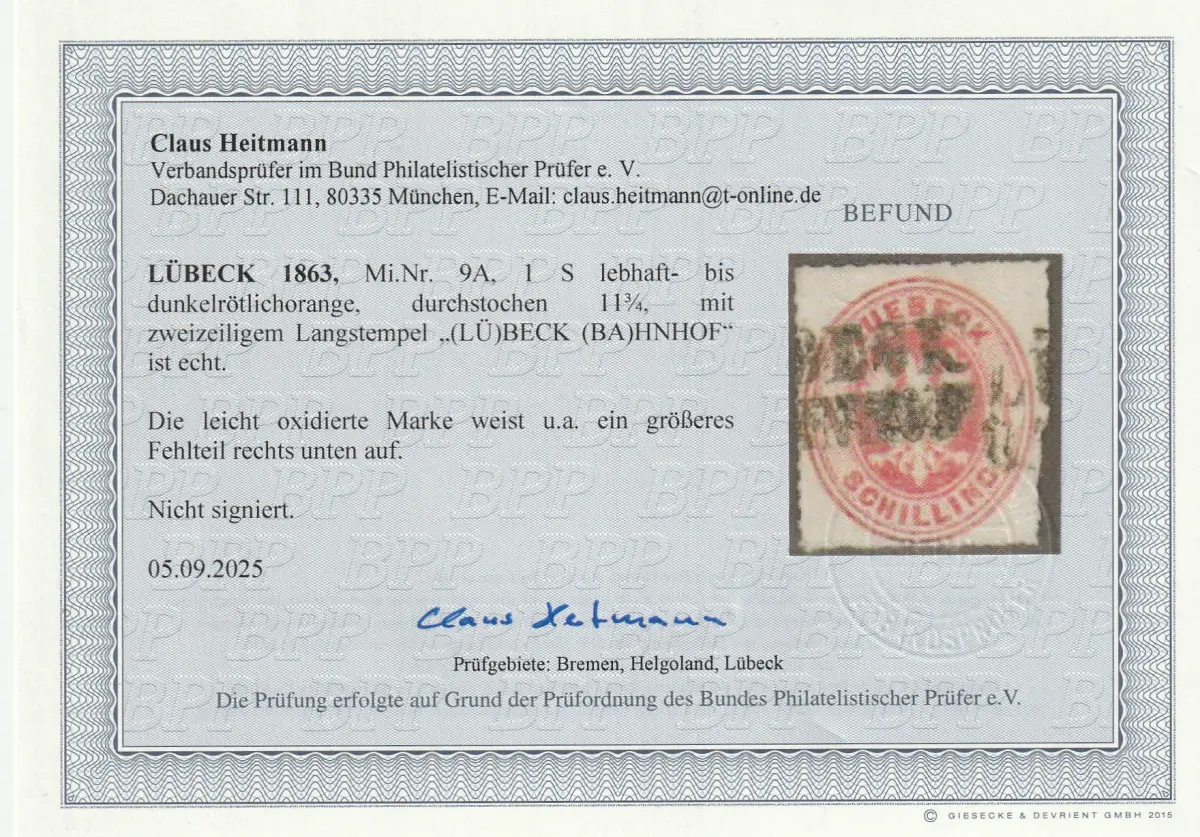 Claus Heitmann
Verbandsprüfer im Bund Philatelistischer Prüfer e. V.
Dachauer Str. 111, 80335 München, E-Mail: claus.heitmann@t-online.de
BEFUND
LÜBECK 1863, Mi.Nr. 9A, 1 S lebhaft- bis
dunkelrötlichorange, durchstochen 11¾, mit
zweizeiligem Langstempel „(LÜ)BECK (BA)HNHOF“
ist echt.
Die leicht oxidierte Marke weist u.a. ein größeres
Fehlteil rechts unten auf.
Nicht signiert.
05.09.2025
UEBECK
SCHILLING
Claus Heitmann
Prüfgebiete: Bremen, Helgoland, Lübeck
Die Prüfung erfolgte auf Grund der Prüfordnung des Bundes Philatelistischer Prüfer e.V.
© GIESECKE & DEVRIENT GMBH 2015
BPP